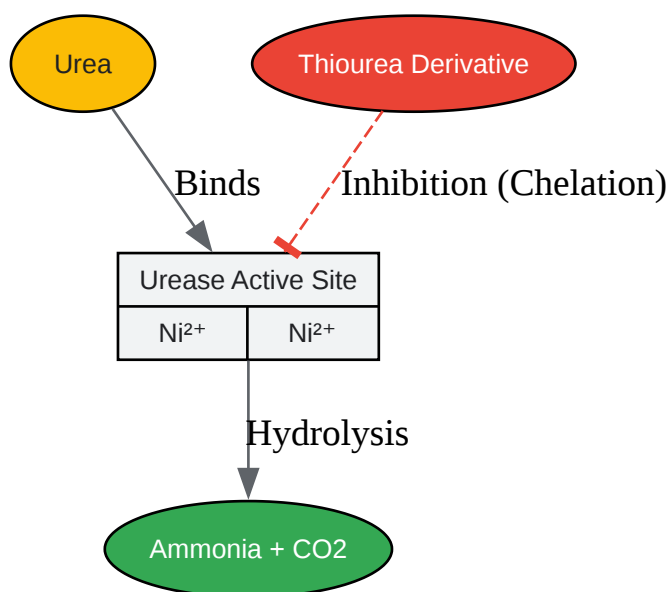 Urea
Thiourea Derivative
Binds
Inhibition (Chelation)
Urease Active Site
Ni²⁺
Ni²⁺
Hydrolysis
Ammonia + CO2